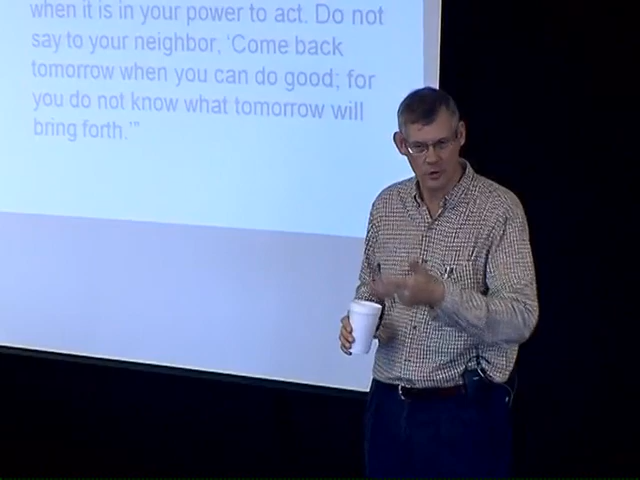 when it is in your power to act. Do not
say to your neighbor, 'Come back
tomorrow when you can do good; for
you do not know what tomorrow will
bring forth.'"